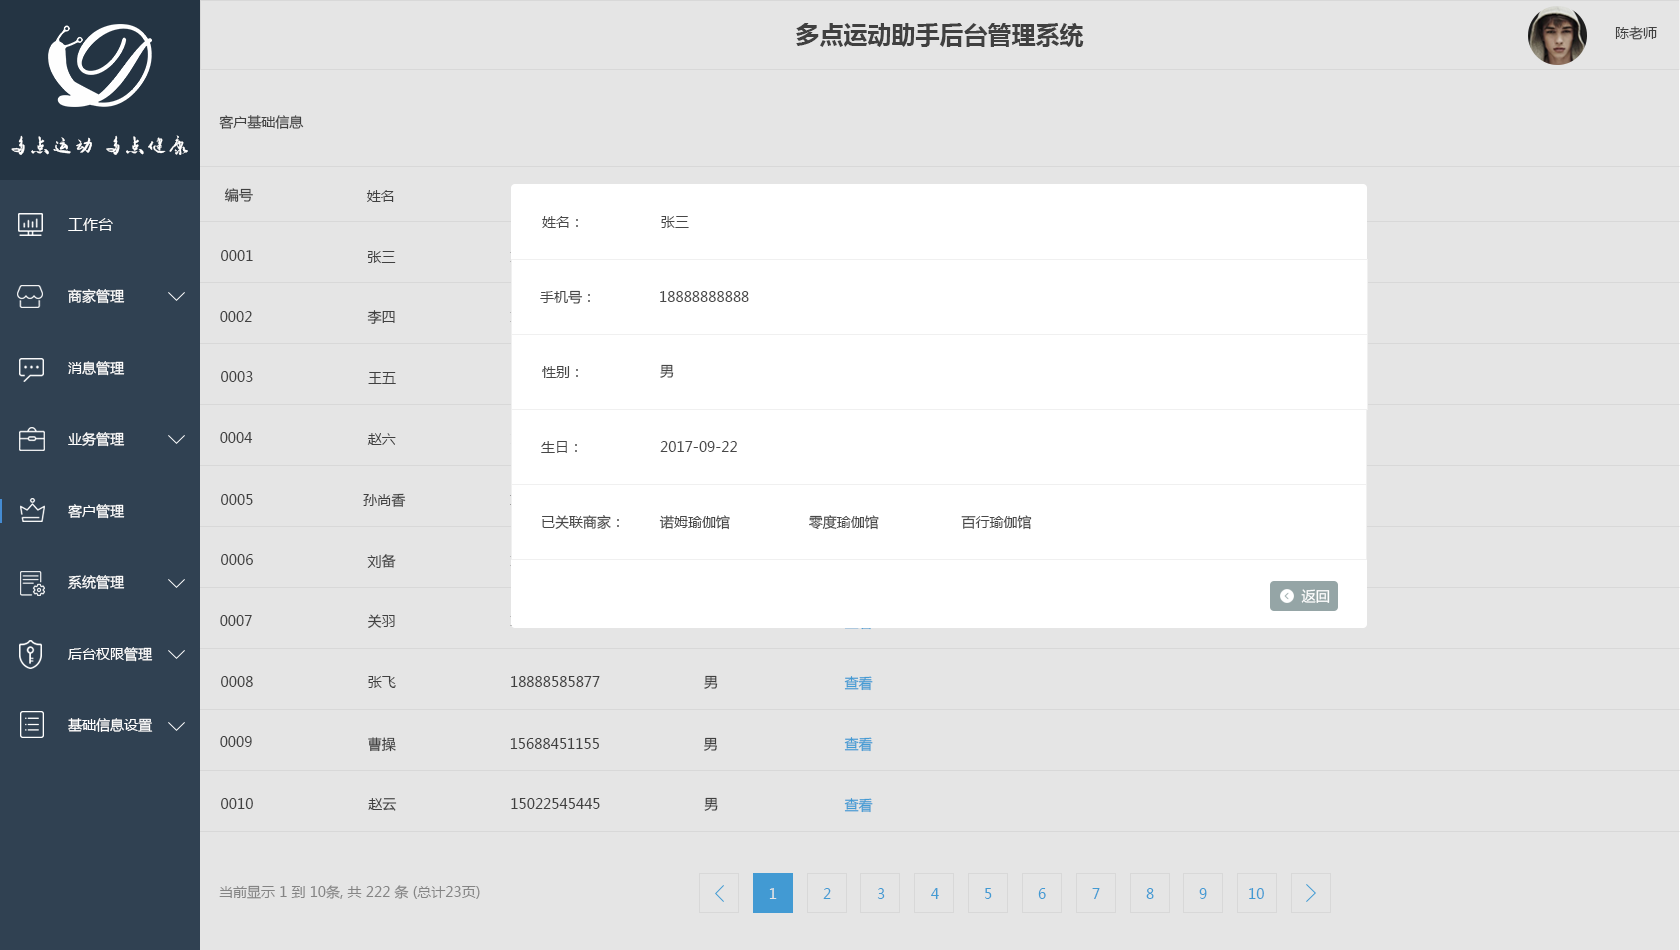 多点运动助手后台管理系统
陈老师
多点运动 多点健康
工作台
商家管理
消息管理
业务管理
客户管理
系统管理
后台权限管理
基础信息设置
客户基础信息
编号 姓名
0001 张三
0002 李四
0003 王五
0004 赵六
0005 孙尚香
0006 刘备
0007 关羽
0008 张飞 18888585877 男 查看
0009 曹操 15688451155 男 查看
0010 赵云 15022545445 男 查看
姓名： 张三
手机号： 18888888888
性别： 男
生日： 2017-09-22
已关联商家： 诺姆瑜伽馆 零度瑜伽馆 百行瑜伽馆
返回
当前显示 1 到 10条, 共 222 条 (总计23页)
1 2 3 4 5 6 7 8 9 10